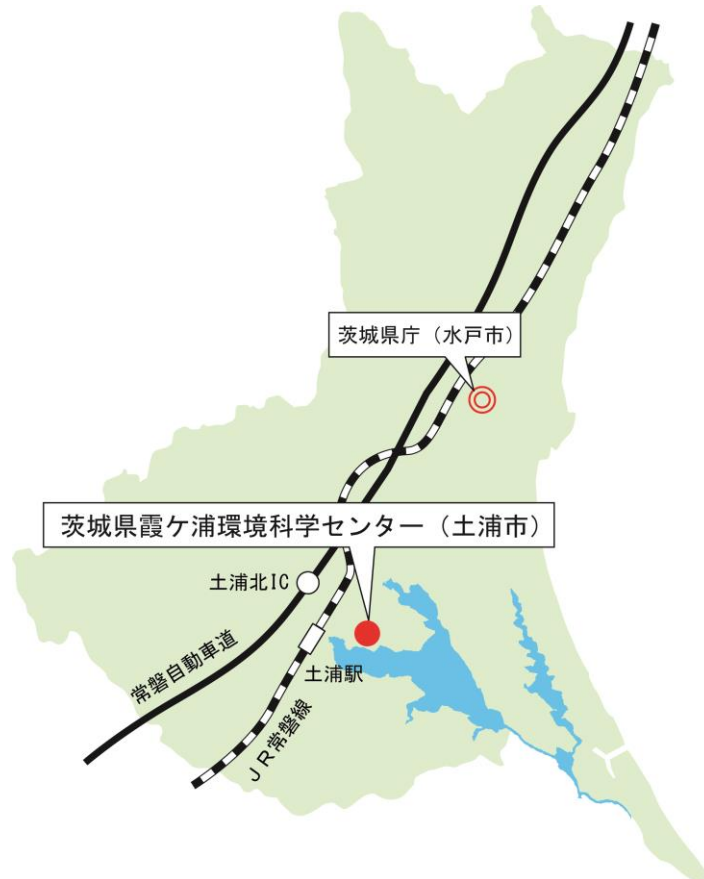 茨城県庁（水戸市）
茨城県霞ケ浦環境科学センター（土浦市）
土浦北IC
土浦駅
常磐自動車道
ＪＲ常磐線